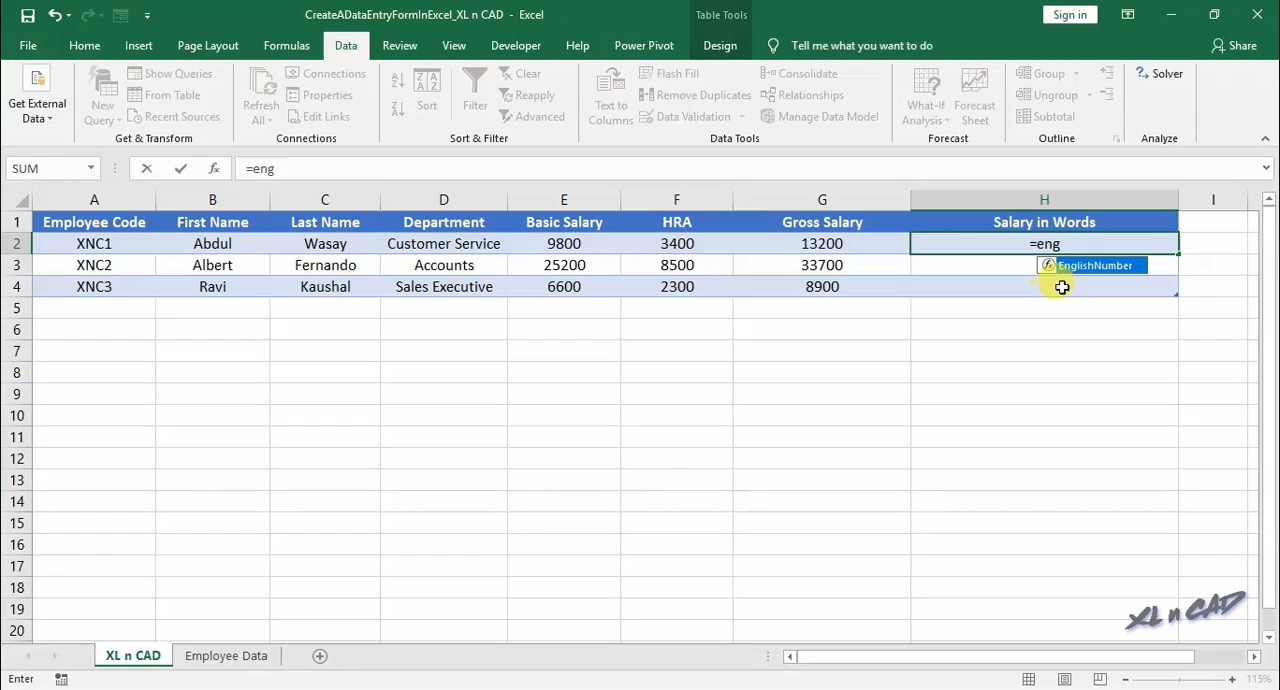 CreateADataEntryFormInExcel_XL n CAD - Excel
Table Tools
Sign in
File Home Insert Page Layout Formulas Data Review View Developer Help Power Pivot Design Tell me what you want to do Share
Get External Data
New Query
Show Queries
From Table
Recent Sources
Get & Transform
Refresh All
Connections
Properties
Edit Links
Connections
Sort
Filter
Clear
Reapply
Advanced
Sort & Filter
Text to Columns
Flash Fill
Remove Duplicates
Data Validation
Consolidate
Relationships
Manage Data Model
Data Tools
What-If Analysis
Forecast Sheet
Forecast
Group
Ungroup
Subtotal
Outline
Solver
Analyze
SUM fx =eng
A B C D E F G H I
1 Employee Code First Name Last Name Department Basic Salary HRA Gross Salary Salary in Words
2 XNC1 Abdul Wasay Customer Service 9800 3400 13200 =eng
3 XNC2 Albert Fernando Accounts 25200 8500 33700 fx EnglishNumber
4 XNC3 Ravi Kaushal Sales Executive 6600 2300 8900
5
6
7
8
9
10
11
12
13
14
15
16
17
18
19
20
XL n CAD
XL n CAD Employee Data
Enter 115%